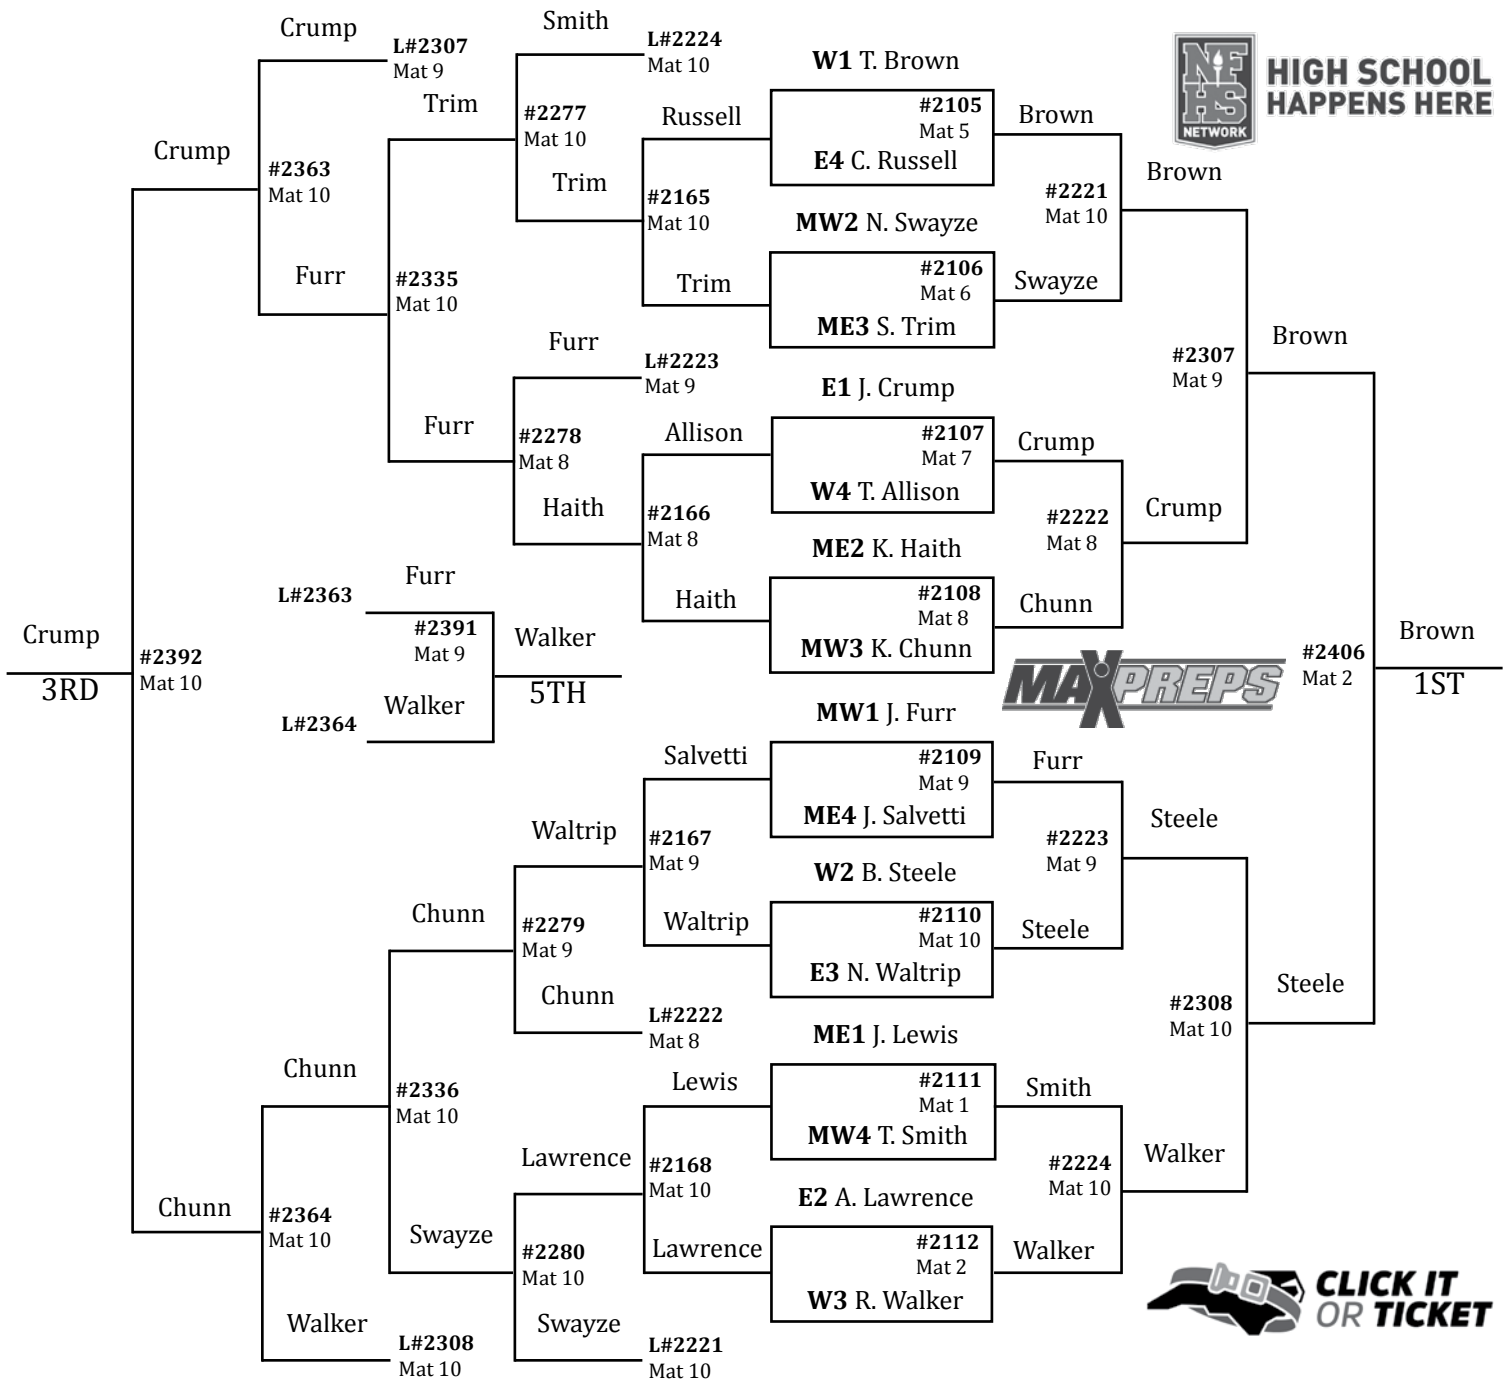 Crump
Smith
L#2307
Mat 9
L#2224
Mat 10
W1 T. Brown
NFHS
NETWORK
HIGH SCHOOL
HAPPENS HERE
Trim
#2277
Mat 10
Russell
#2105
Mat 5
Brown
Crump
#2363
Mat 10
Trim
E4 C. Russell
Brown
#2165
Mat 10
#2221
Mat 10
MW2 N. Swayze
Furr
#2335
Mat 10
Trim
#2106
Mat 6
Swayze
ME3 S. Trim
Furr
L#2223
Mat 9
Brown
#2307
Mat 9
E1 J. Crump
Furr
#2278
Mat 8
Allison
#2107
Mat 7
Crump
W4 T. Allison
Haith
#2166
Mat 8
#2222
Mat 8
Crump
ME2 K. Haith
Furr
L#2363
Haith
#2108
Mat 8
Chunn
Crump
#2391
Mat 9
Walker
MW3 K. Chunn
Brown
#2392
Mat 10
#2406
Mat 2
3RD
5TH
MAXPREPS
1ST
Walker
L#2364
MW1 J. Furr
Salvetti
#2109
Mat 9
Furr
ME4 J. Salvetti
Waltrip
#2167
Mat 9
#2223
Mat 9
Steele
W2 B. Steele
Chunn
#2279
Mat 9
Waltrip
#2110
Mat 10
Steele
E3 N. Waltrip
Chunn
L#2222
Mat 8
#2308
Mat 10
Steele
ME1 J. Lewis
Chunn
#2336
Mat 10
Lewis
#2111
Mat 1
Smith
MW4 T. Smith
Lawrence
#2168
Mat 10
#2224
Mat 10
Walker
E2 A. Lawrence
Chunn
#2364
Mat 10
Swayze
#2280
Mat 10
Lawrence
#2112
Mat 2
Walker
W3 R. Walker
Walker
L#2308
Mat 10
Swayze
L#2221
Mat 10
CLICK IT
OR TICKET